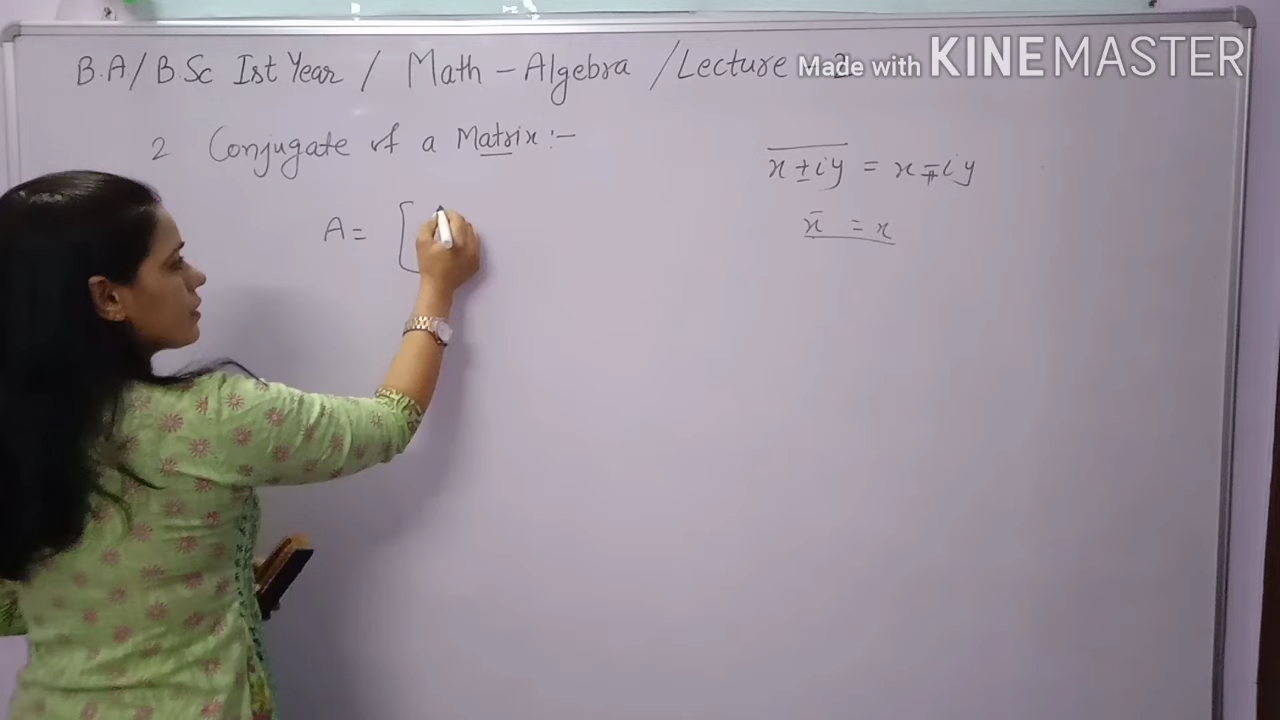 B.A/B.Sc Ist Year / Math - Algebra / Lecture - 2
Made with KINEMASTER
2 Conjugate of a Matrix :-
x ± iy = x ∓ iy
x̄ = x
A = [